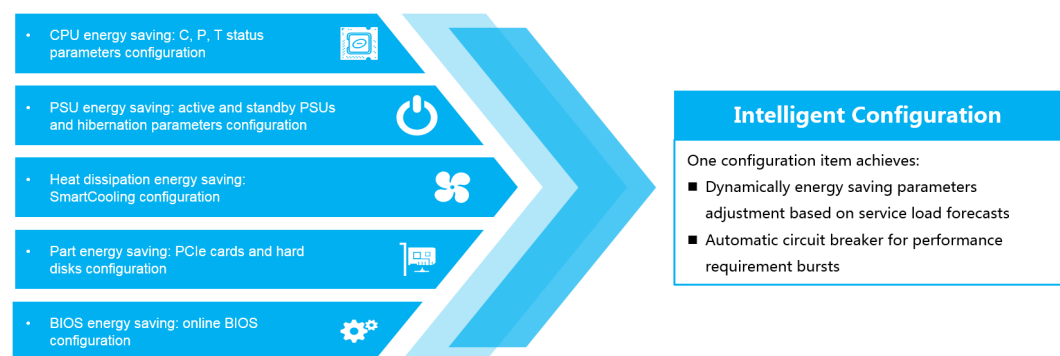 • CPU energy saving: C, P, T status
parameters configuration
• PSU energy saving: active and standby PSUs
and hibernation parameters configuration
• Heat dissipation energy saving:
SmartCooling configuration
• Part energy saving: PCIe cards and hard
disks configuration
• BIOS energy saving: online BIOS
configuration
Intelligent Configuration
One configuration item achieves:
■ Dynamically energy saving parameters
adjustment based on service load forecasts
■ Automatic circuit breaker for performance
requirement bursts